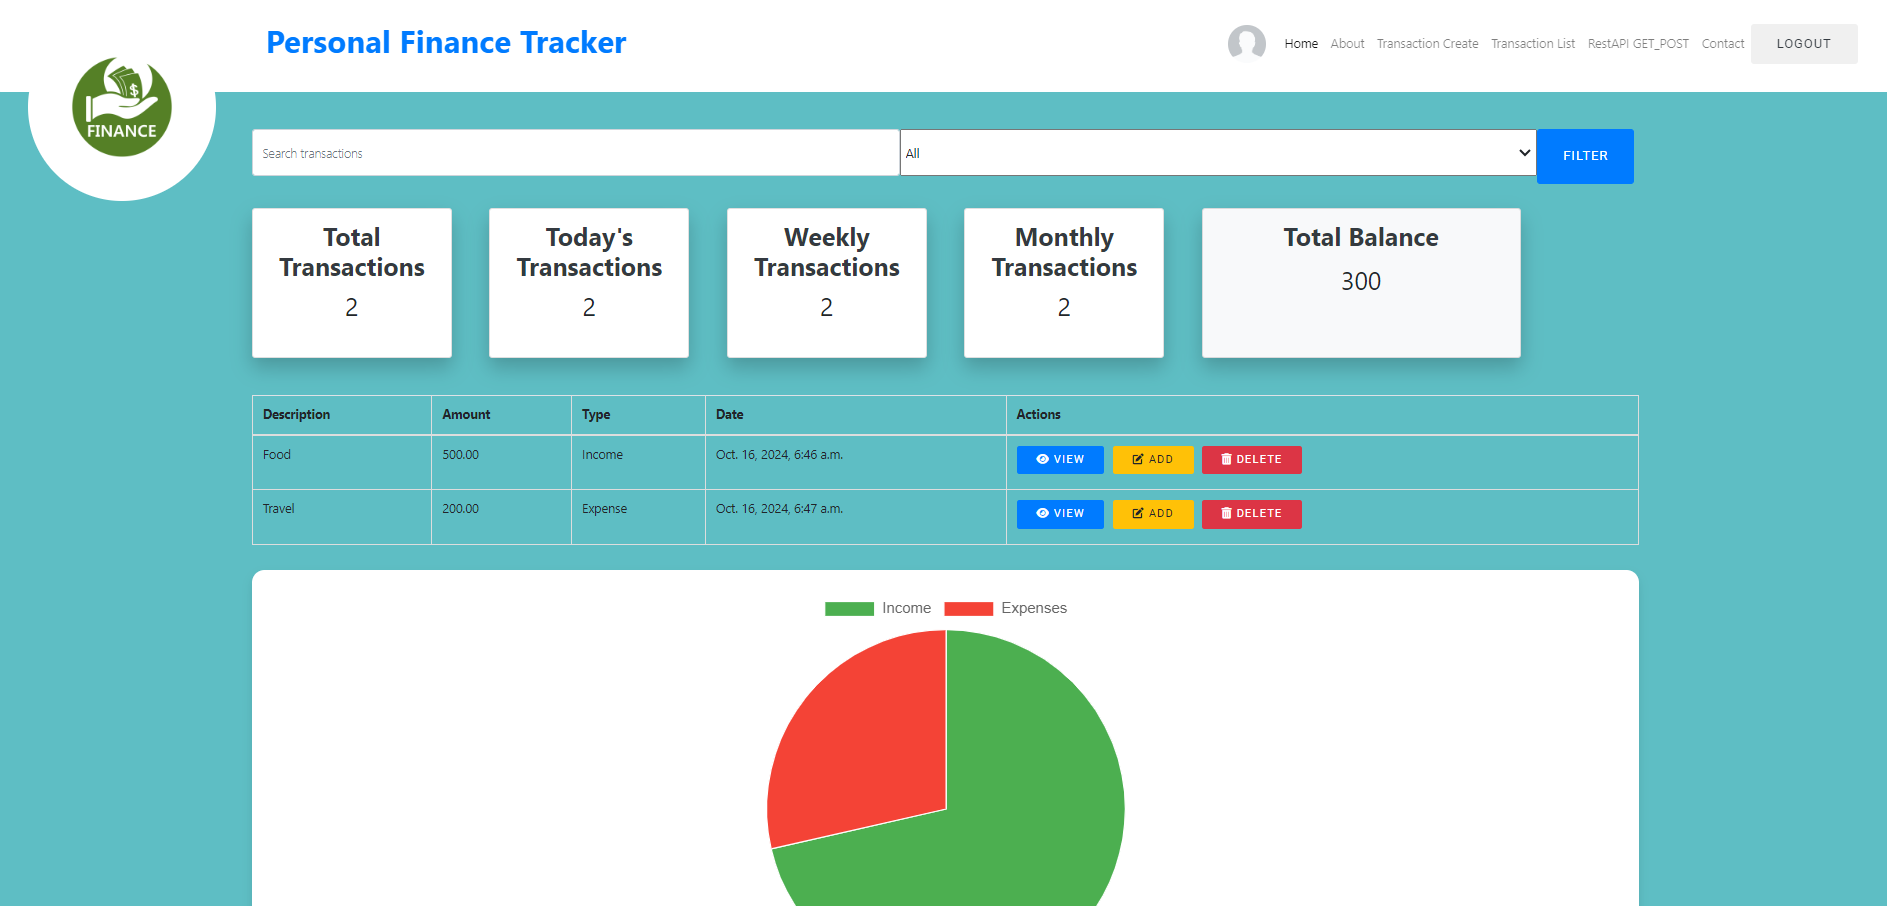 Personal Finance Tracker
Home About Transaction Create Transaction List RestAPI GET_POST Contact LOGOUT
$
FINANCE
Search transactions All FILTER
Total Transactions
2
Today's Transactions
2
Weekly Transactions
2
Monthly Transactions
2
Total Balance
300
Description Amount Type Date Actions
Food 500.00 Income Oct. 16, 2024, 6:46 a.m. VIEW ADD DELETE
Travel 200.00 Expense Oct. 16, 2024, 6:47 a.m. VIEW ADD DELETE
Income Expenses